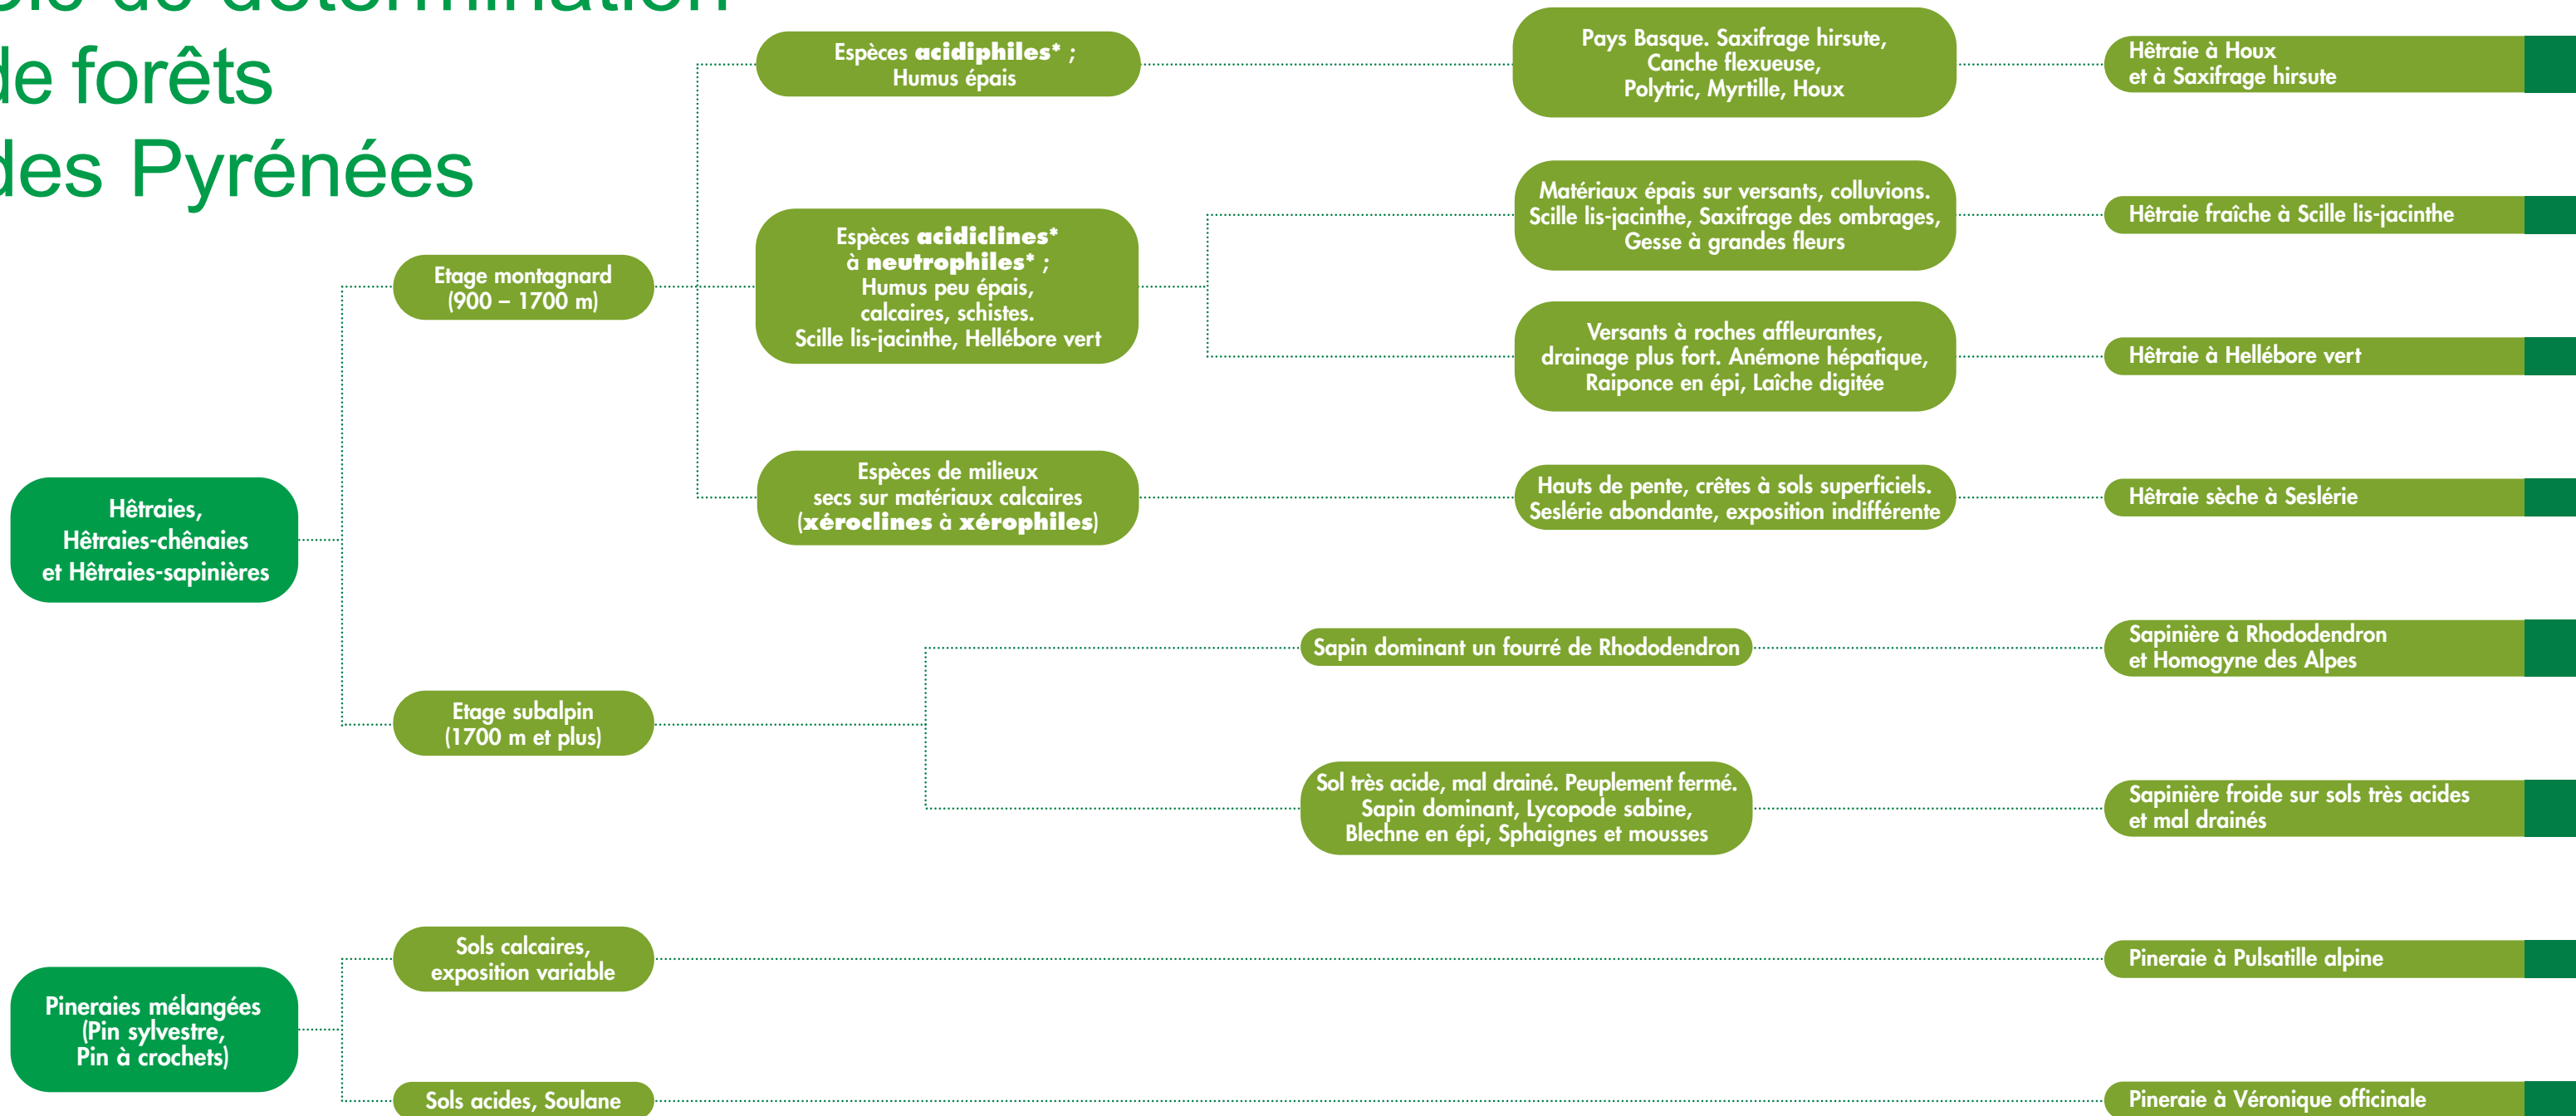 de forêts
des Pyrénées
Espèces acidiphiles* ;
Humus épais
Pays Basque. Saxifrage hirsute,
Canche flexueuse,
Polytric, Myrtille, Houx
Hêtraie à Houx
et à Saxifrage hirsute
Etage montagnard
(900 – 1700 m)
Espèces acidiclines*
à neutrophiles* ;
Humus peu épais,
calcaires, schistes.
Scille lis-jacinthe, Hellébore vert
Matériaux épais sur versants, colluvions.
Scille lis-jacinthe, Saxifrage des ombrages,
Gesse à grandes fleurs
Hêtraie fraîche à Scille lis-jacinthe
Versants à roches affleurantes,
drainage plus fort. Anémone hépatique,
Raiponce en épi, Laîche digitée
Hêtraie à Hellébore vert
Espèces de milieux
secs sur matériaux calcaires
(xéroclines à xérophiles)
Hauts de pente, crêtes à sols superficiels.
Seslérie abondante, exposition indifférente
Hêtraie sèche à Seslérie
Hêtraies,
Hêtraies-chênaies
et Hêtraies-sapinières
Etage subalpin
(1700 m et plus)
Sapin dominant un fourré de Rhododendron
Sapinière à Rhododendron
et Homogyne des Alpes
Sol très acide, mal drainé. Peuplement fermé.
Sapin dominant, Lycopode sabine,
Blechne en épi, Sphaignes et mousses
Sapinière froide sur sols très acides
et mal drainés
Pineraies mélangées
(Pin sylvestre,
Pin à crochets)
Sols calcaires,
exposition variable
Pineraie à Pulsatille alpine
Sols acides, Soulane
Pineraie à Véronique officinale